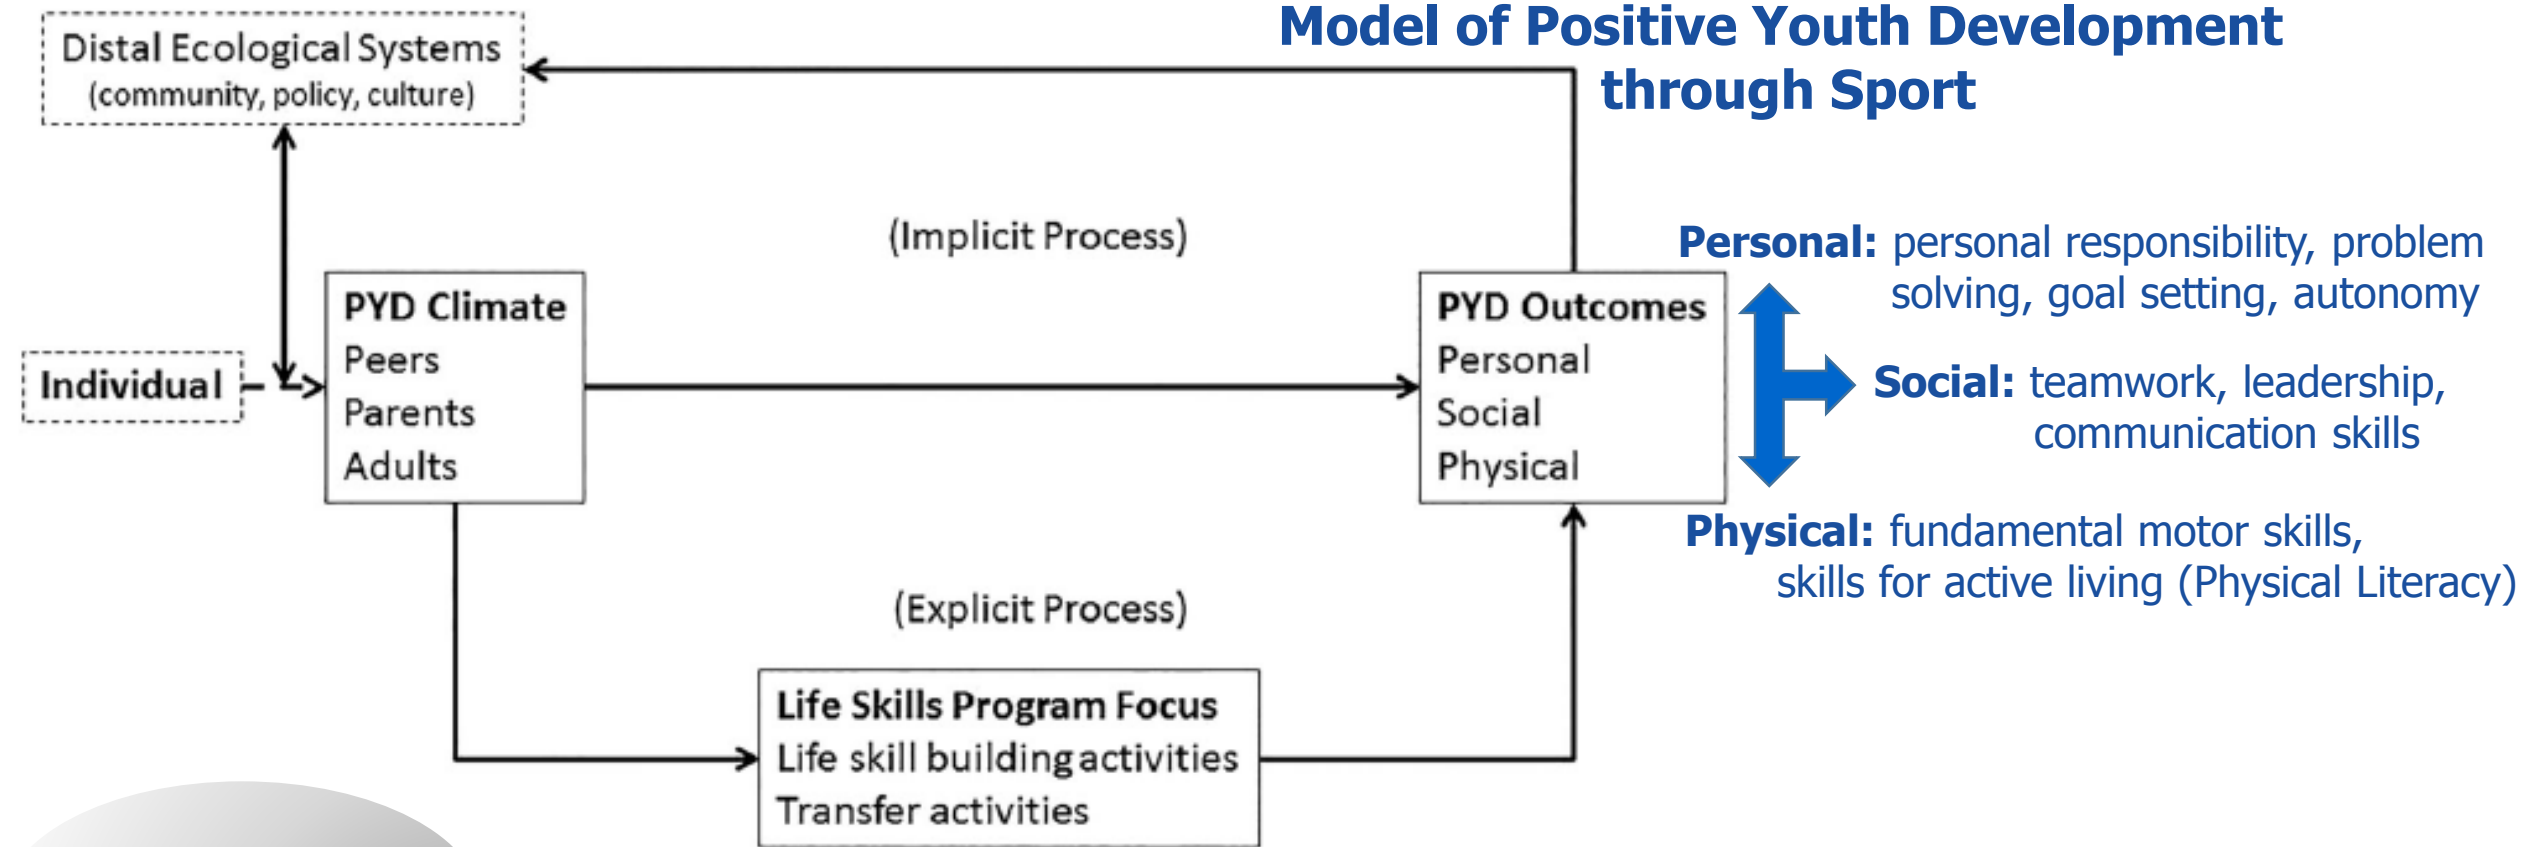 Model of Positive Youth Development
through Sport
Distal Ecological Systems
(community, policy, culture)
(Implicit Process)
Individual
PYD Climate
Peers
Parents
Adults
PYD Outcomes
Personal
Social
Physical
Personal: personal responsibility, problem
solving, goal setting, autonomy
Social: teamwork, leadership,
communication skills
Physical: fundamental motor skills,
skills for active living (Physical Literacy)
(Explicit Process)
Life Skills Program Focus
Life skill building activities
Transfer activities